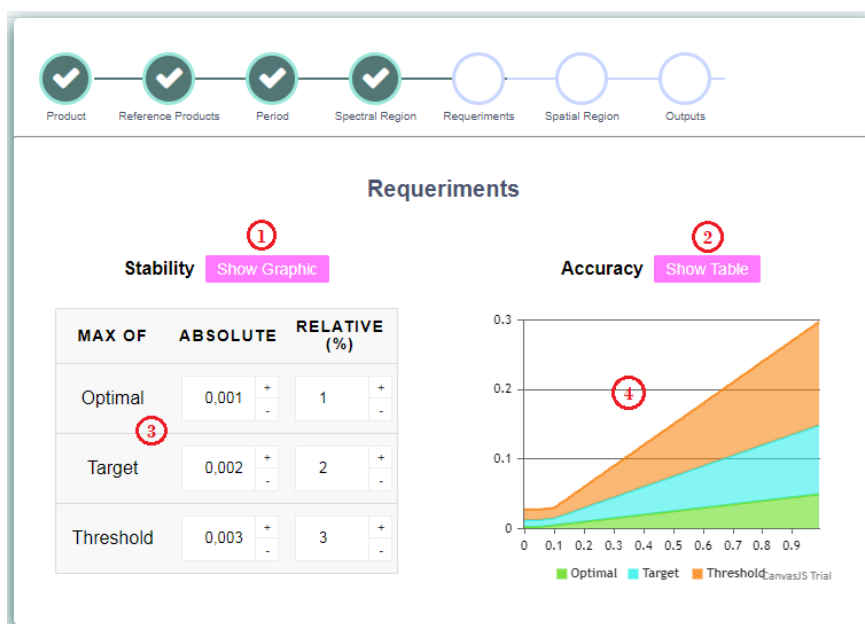 Product Reference Products Period Spectral Region Requeriments Spatial Region Outputs
Requeriments
1
2
Stability Show Graphic
Accuracy Show Table
MAX OF ABSOLUTE RELATIVE (%)
Optimal 0,001 + - 1 + -
3
Target 0,002 + - 2 + -
Threshold 0,003 + - 3 + -
0.3
0.2
4
0.1
0
0 0.1 0.2 0.3 0.4 0.5 0.6 0.7 0.8 0.9
Optimal Target Threshold CanvasJS Trial